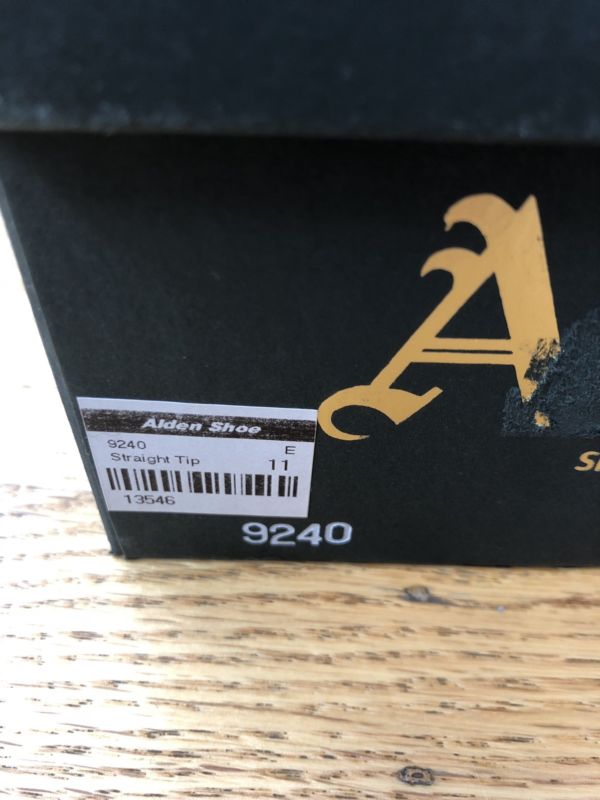 A
Alden Shoe
9240 E
Straight Tip 11
13546
9240